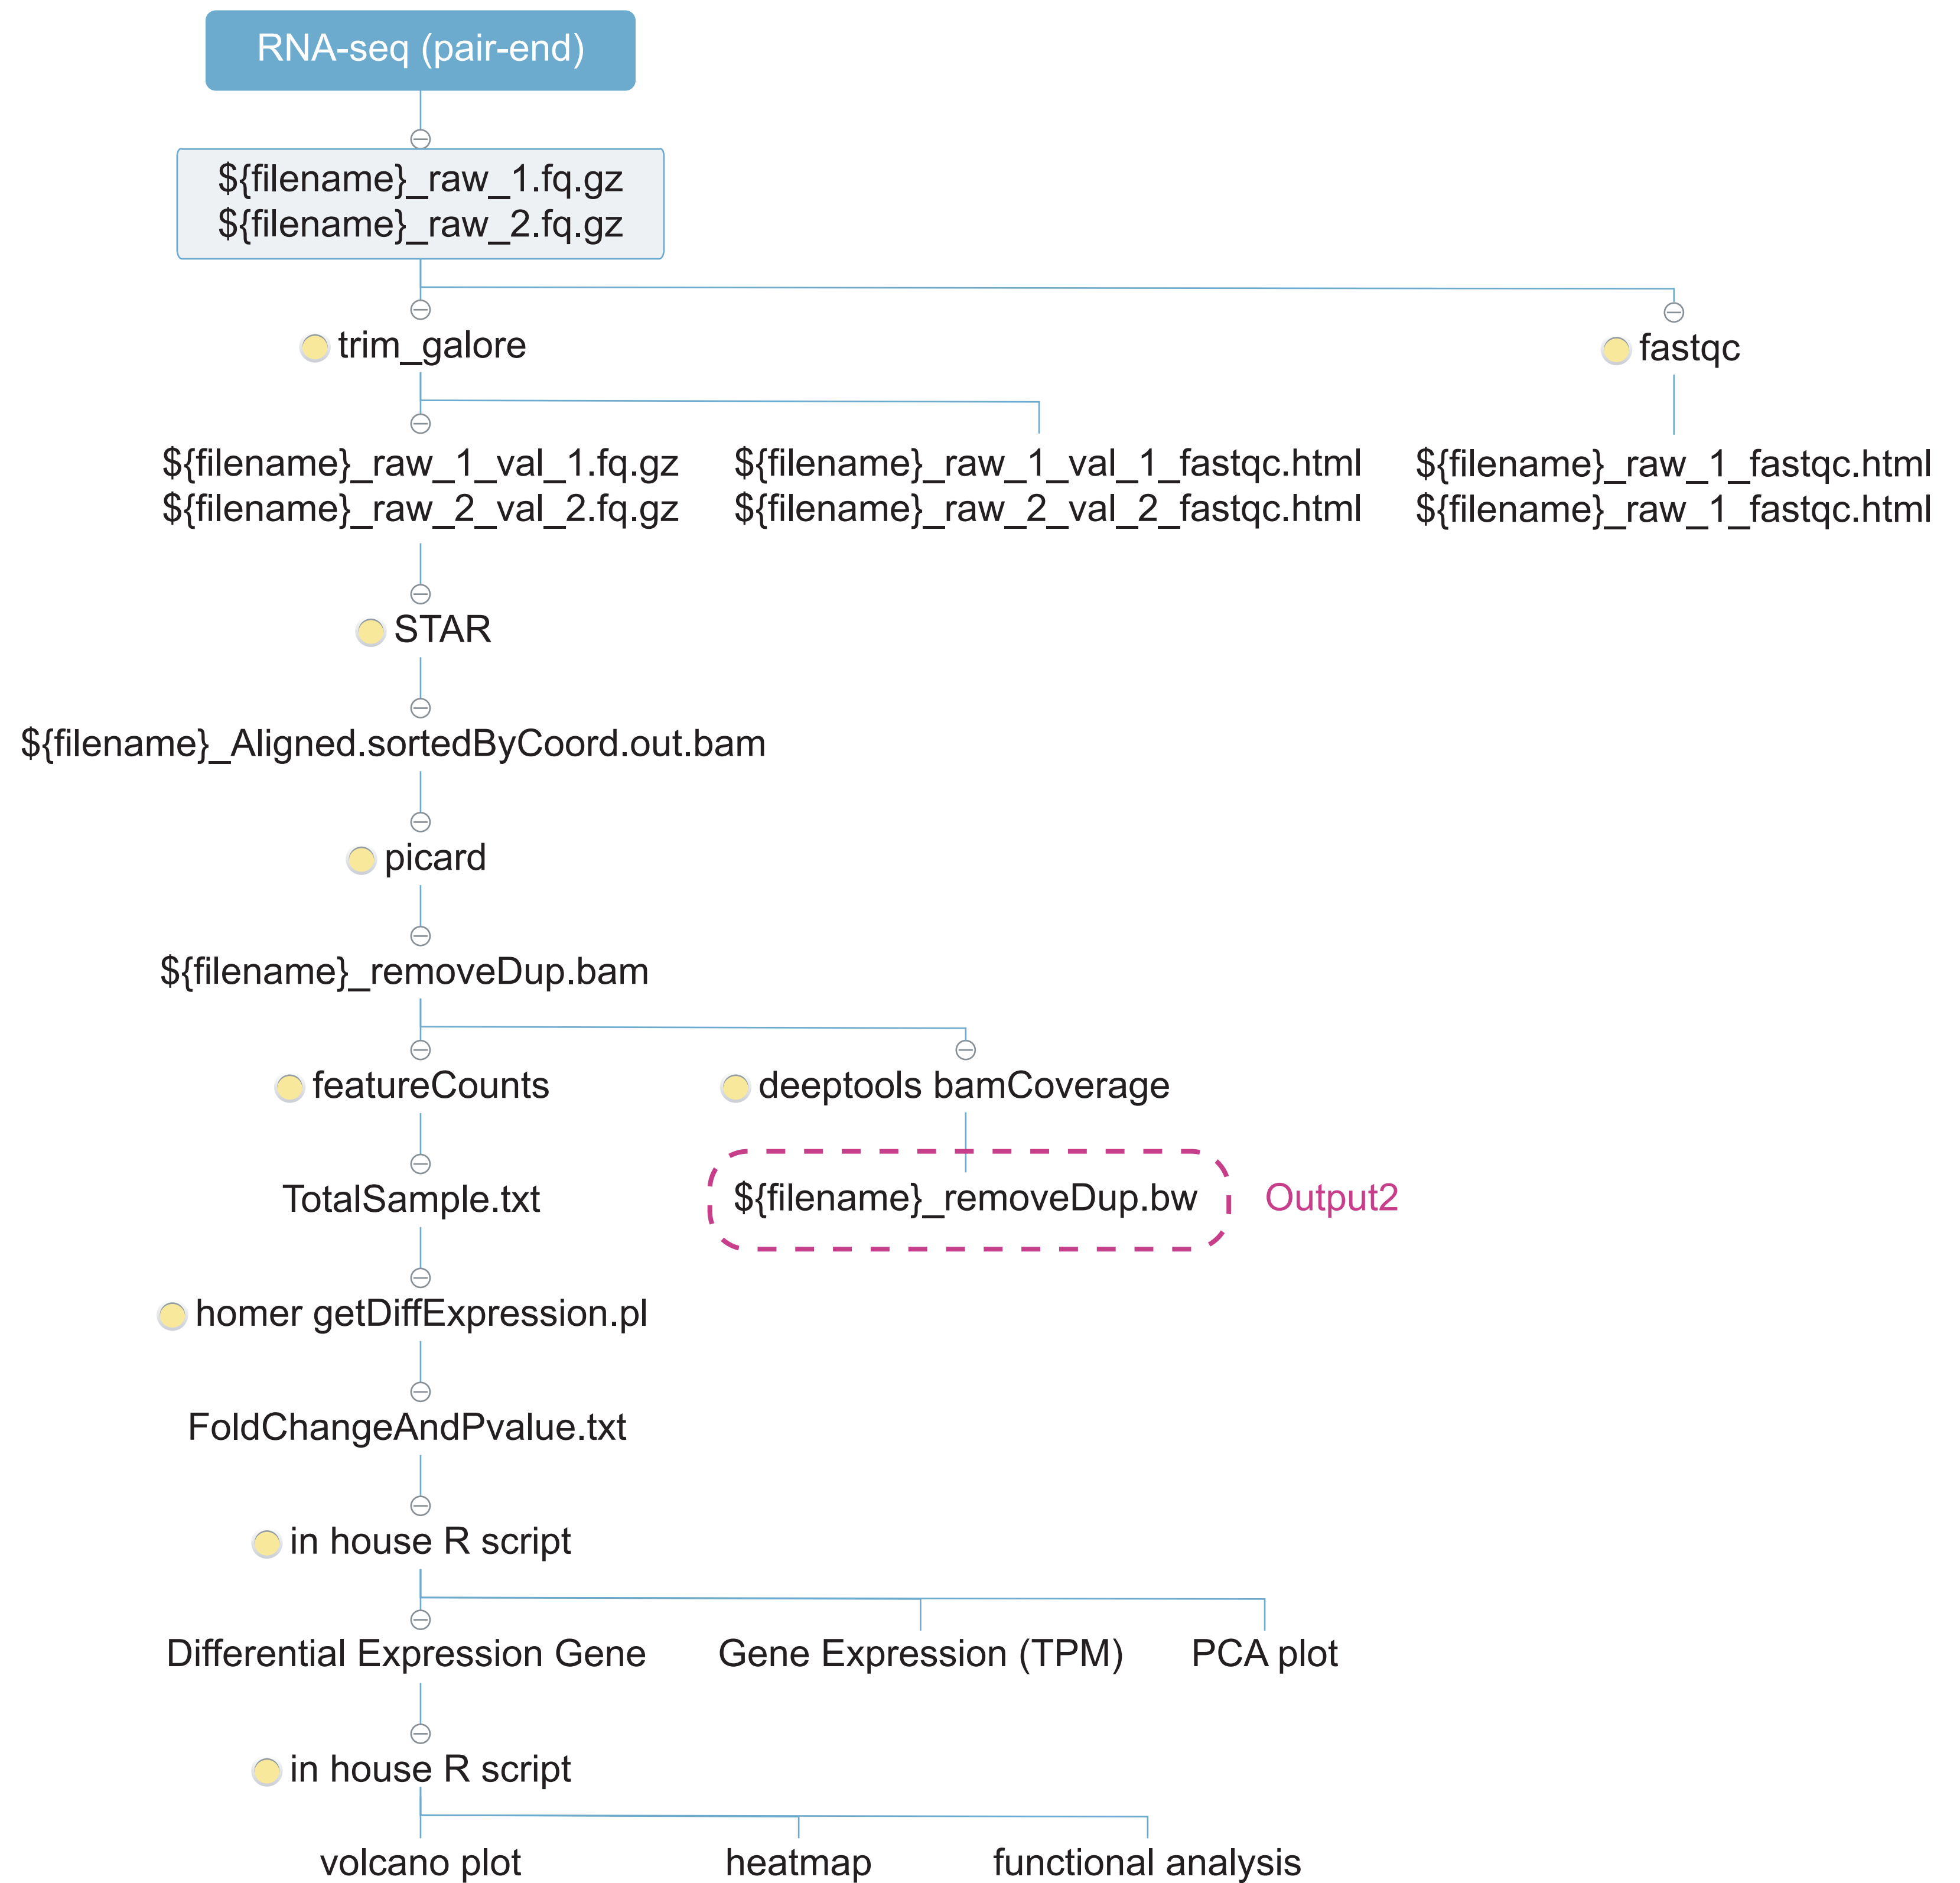 RNA-seq (pair-end)
${filename}_raw_1.fq.gz
${filename}_raw_2.fq.gz
trim_galore
fastqc
${filename}_raw_1_val_1.fq.gz
${filename}_raw_2_val_2.fq.gz
${filename}_raw_1_val_1_fastqc.html
${filename}_raw_2_val_2_fastqc.html
${filename}_raw_1_fastqc.html
${filename}_raw_1_fastqc.html
STAR
${filename}_Aligned.sortedByCoord.out.bam
picard
${filename}_removeDup.bam
featureCounts
deeptools bamCoverage
TotalSample.txt
${filename}_removeDup.bw
Output2
homer getDiffExpression.pl
FoldChangeAndPvalue.txt
in house R script
Differential Expression Gene
Gene Expression (TPM)
PCA plot
in house R script
volcano plot
heatmap
functional analysis